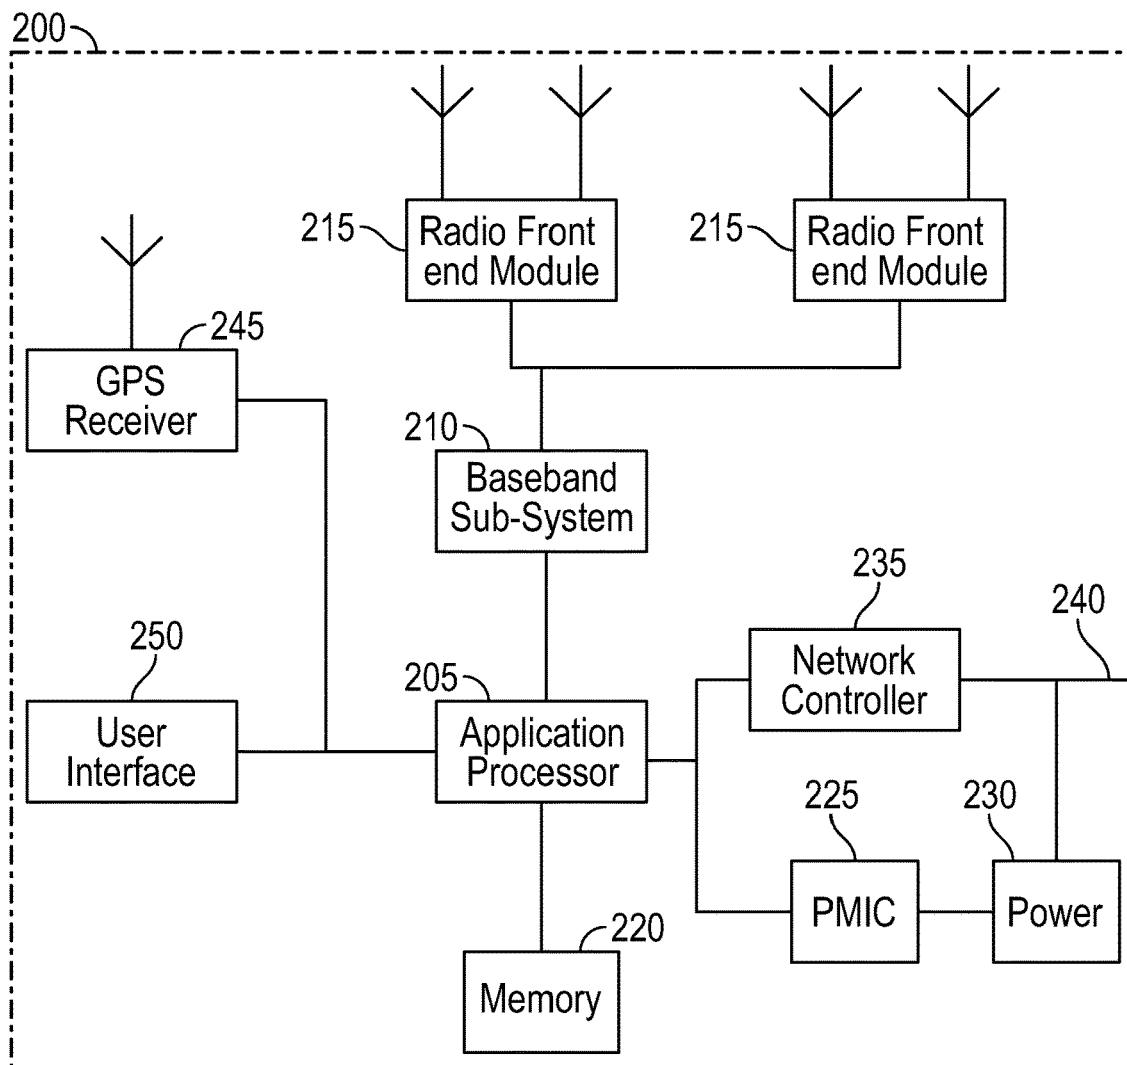 200
215
Radio Front
end Module
215
Radio Front
end Module
245
GPS
Receiver
210
Baseband
Sub-System
235
Network
Controller
240
250
User
Interface
205
Application
Processor
225
PMIC
230
Power
220
Memory